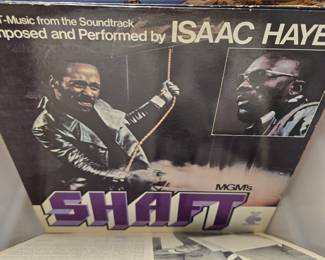 T-Music from the Soundtrack
mposed and Performed by ISAAC HAYE
MGM's
SHAFT